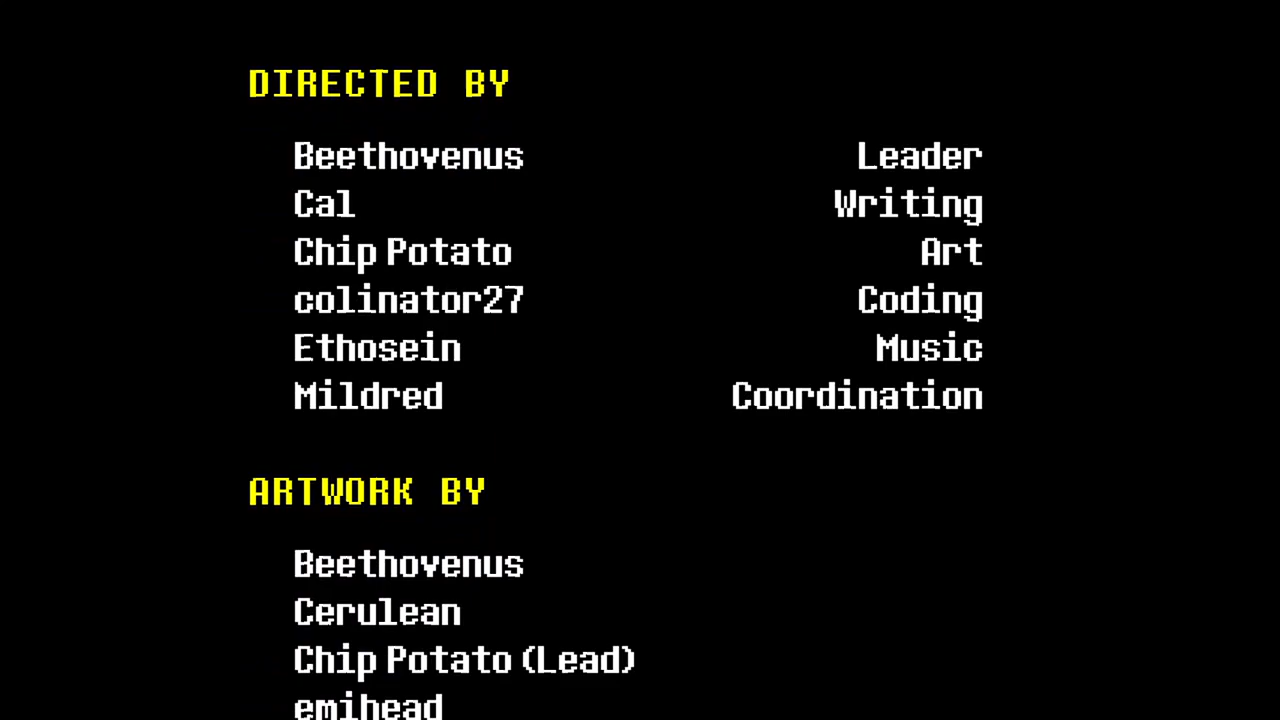 DIRECTED BY
Beethovenus Leader
Cal Writing
Chip Potato Art
colinator27 Coding
Ethosein Music
Mildred Coordination
ARTWORK BY
Beethovenus
Cerulean
Chip Potato (Lead)
emihead